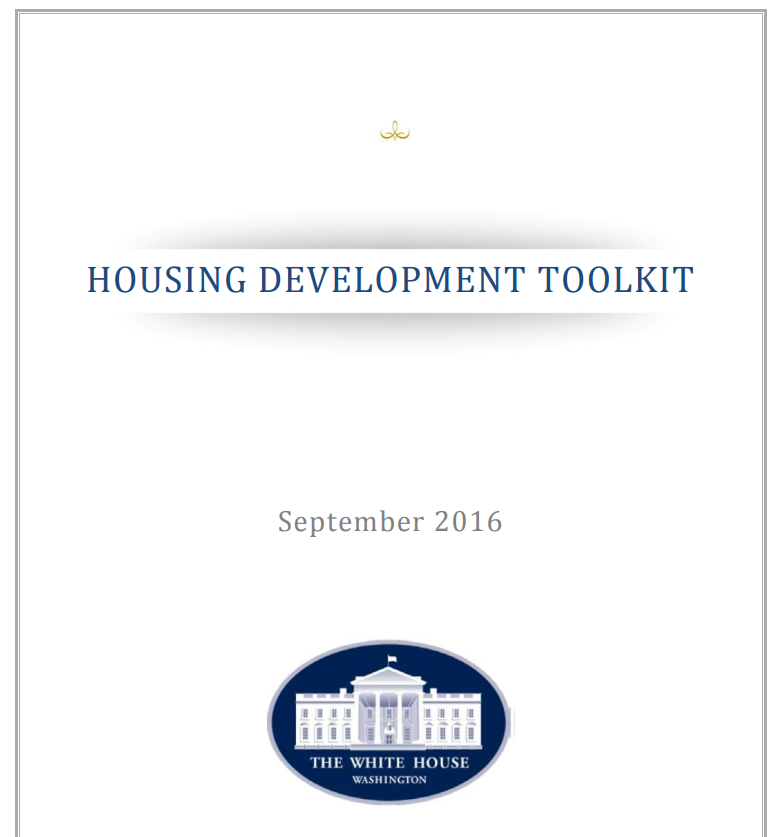 HOUSING DEVELOPMENT TOOLKIT
September 2016
THE WHITE HOUSE
WASHINGTON